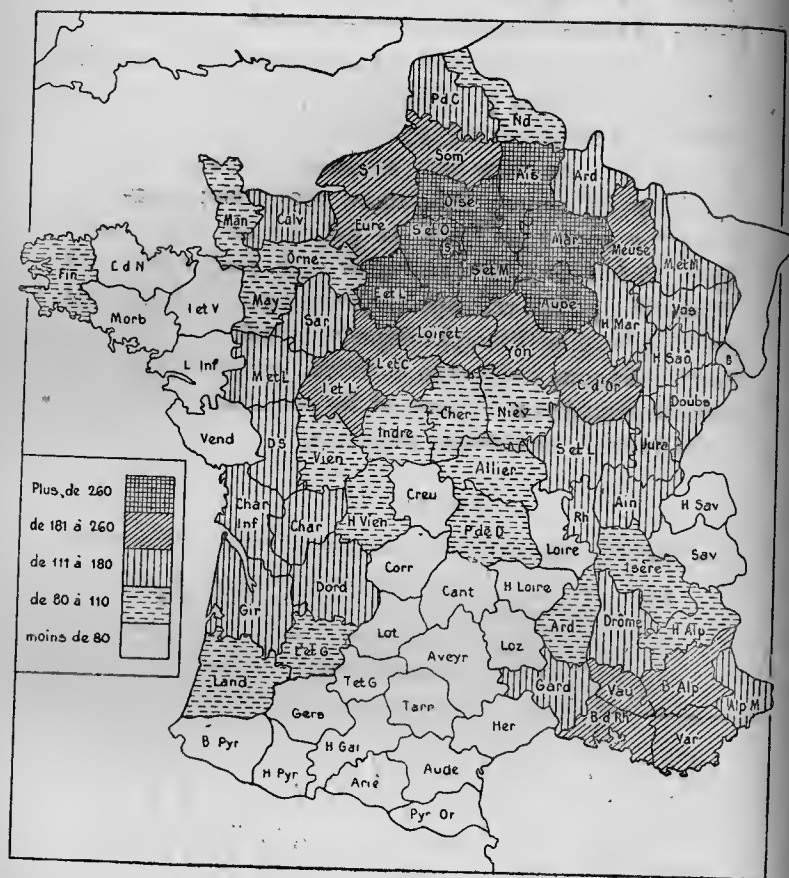 PdC
Nd
Som
S.I
Ais
Ard
Oise
Eure
S et O
S.
Mar
Meuse
M et M
Man
Calv
Orne
S et M
Aube
Fin
C d N
I et V
May
Sar
E et L
H Mar
Vos
Morb
Loiret
Yon
H Saô
B
L Inf
M et L
I et L
L et C
C d'Or
Doubs
Cher
Niév
Vend
D S
Vien
Indre
S et L
Jura
Allier
Plus de 260
de 181 à 260
de 111 à 180
de 80 à 110
moins de 80
Char
Inf
Char
H Vien
Creu
P de D
Loire
Rh
Ain
H Sav
Sav
Isère
Gir
Dord
Corr
Cant
H Loire
Ard
Drôme
H Alp
Lot
Loz
L et G
Aveyr
Land
T et G
Gard
Vau
B Alp
Alp M
Gers
Tarr
Her
B d Rh
Var
B Pyr
H Pyr
H Gar
Arié
Aude
Pyr Or